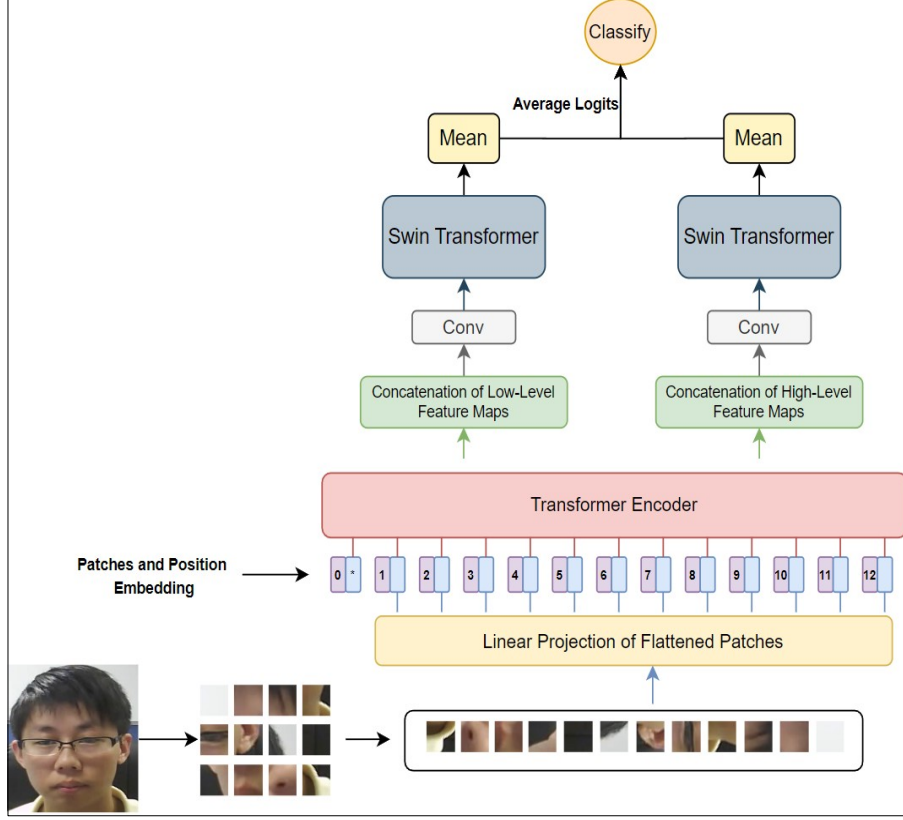 Classify
Average Logits
Mean
Mean
Swin Transformer
Swin Transformer
Conv
Conv
Concatenation of Low-Level
Feature Maps
Concatenation of High-Level
Feature Maps
Transformer Encoder
Patches and Position
Embedding
0 * 1 2 3 4 5 6 7 8 9 10 11 12
Linear Projection of Flattened Patches